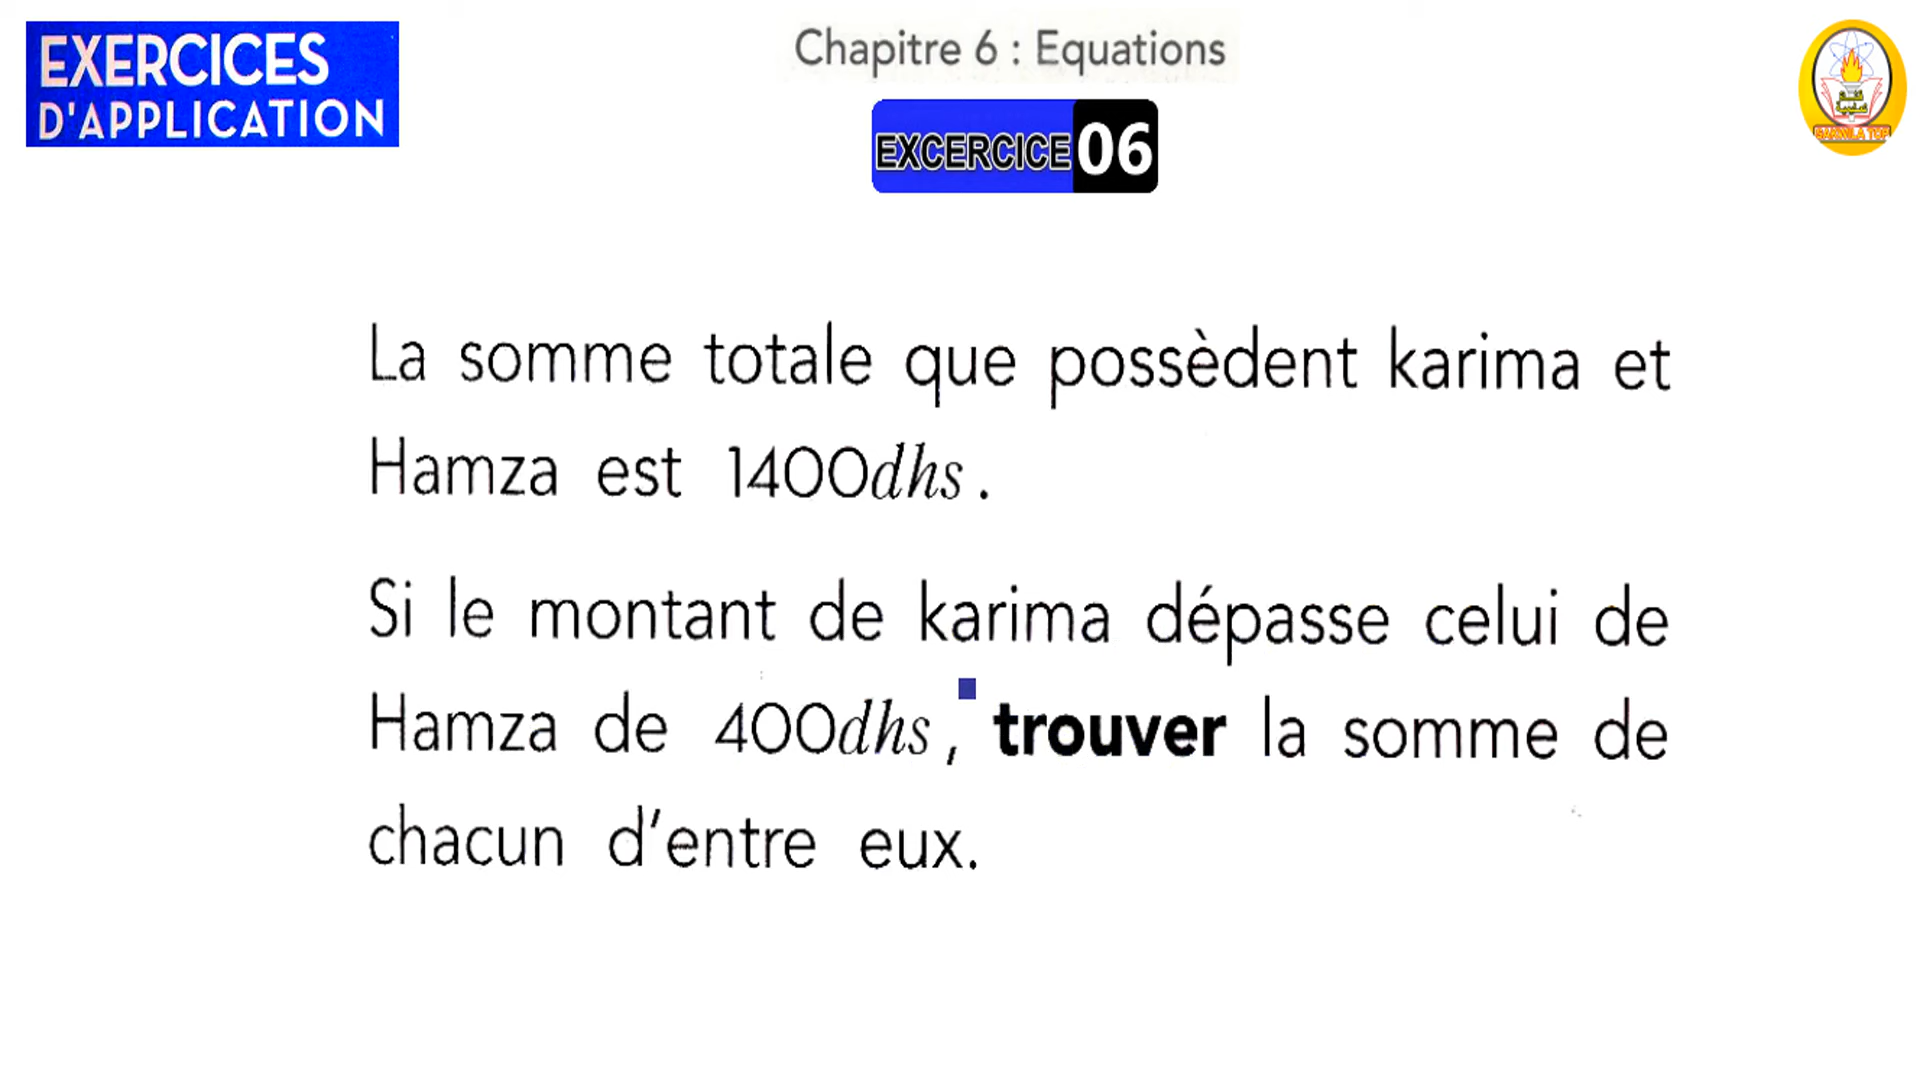 EXERCICES
D'APPLICATION
Chapitre 6 : Equations
EXCERCICE 06
La somme totale que possèdent karima et
Hamza est 1400dhs.
Si le montant de karima dépasse celui de
Hamza de 400dhs, trouver la somme de
chacun d'entre eux.